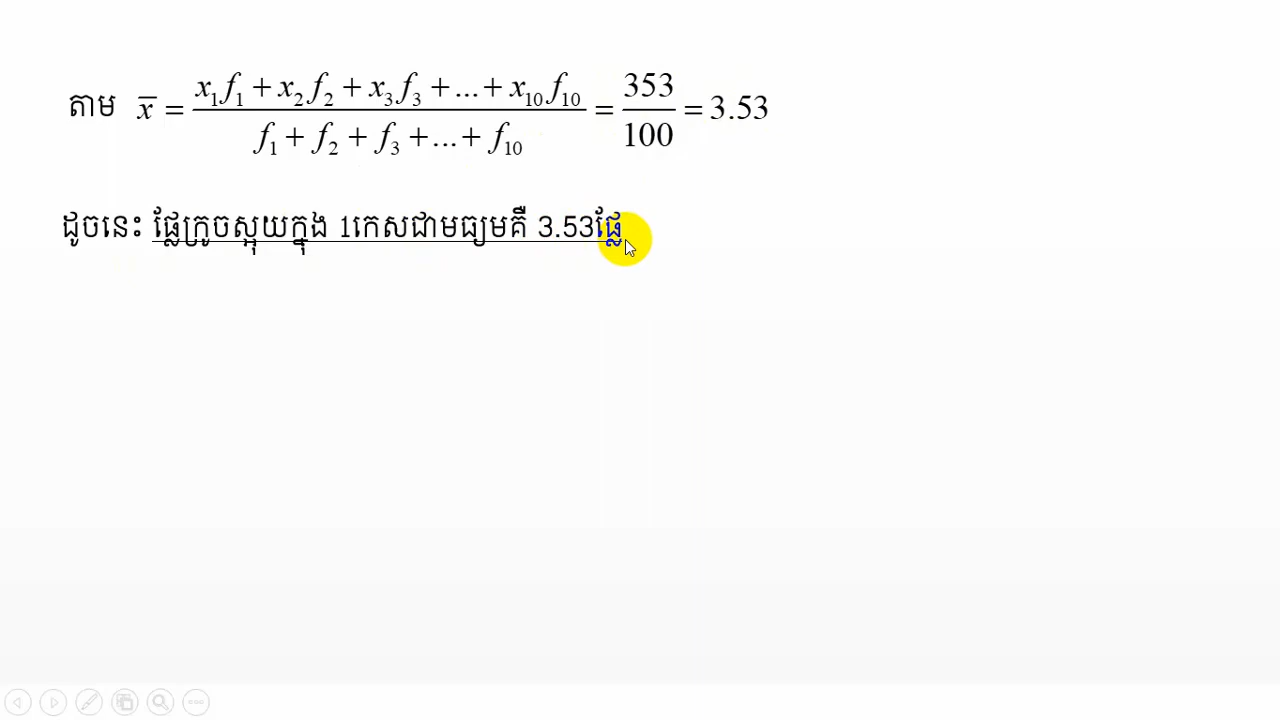 តាម x̄ = (x₁f₁ + x₂f₂ + x₃f₃ + ... + x₁₀f₁₀) / (f₁ + f₂ + f₃ + ... + f₁₀) = 353/100 = 3.53
ដូចនេះ ផ្លែក្រូចស្អុយក្នុង 1កេសជាមធ្យមគឺ 3.53ផ្លែ